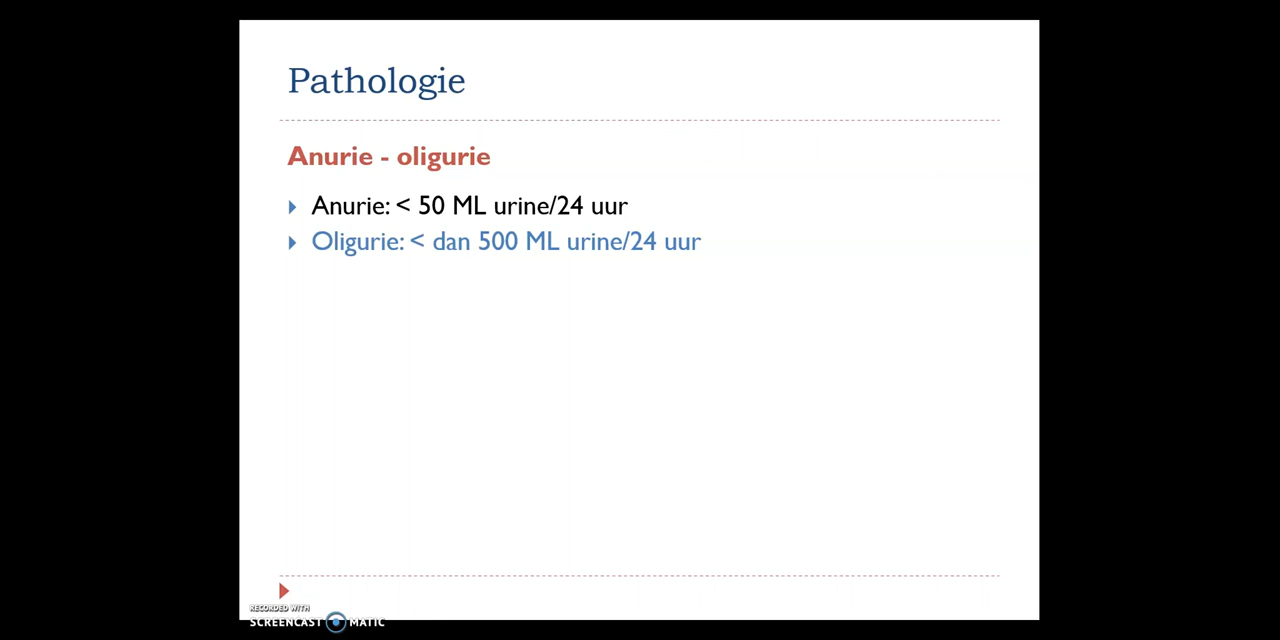 Pathologie
Anurie - oligurie
Anurie: < 50 ML urine/24 uur
Oligurie: < dan 500 ML urine/24 uur
RECORDED WITH
SCREENCAST MATIC